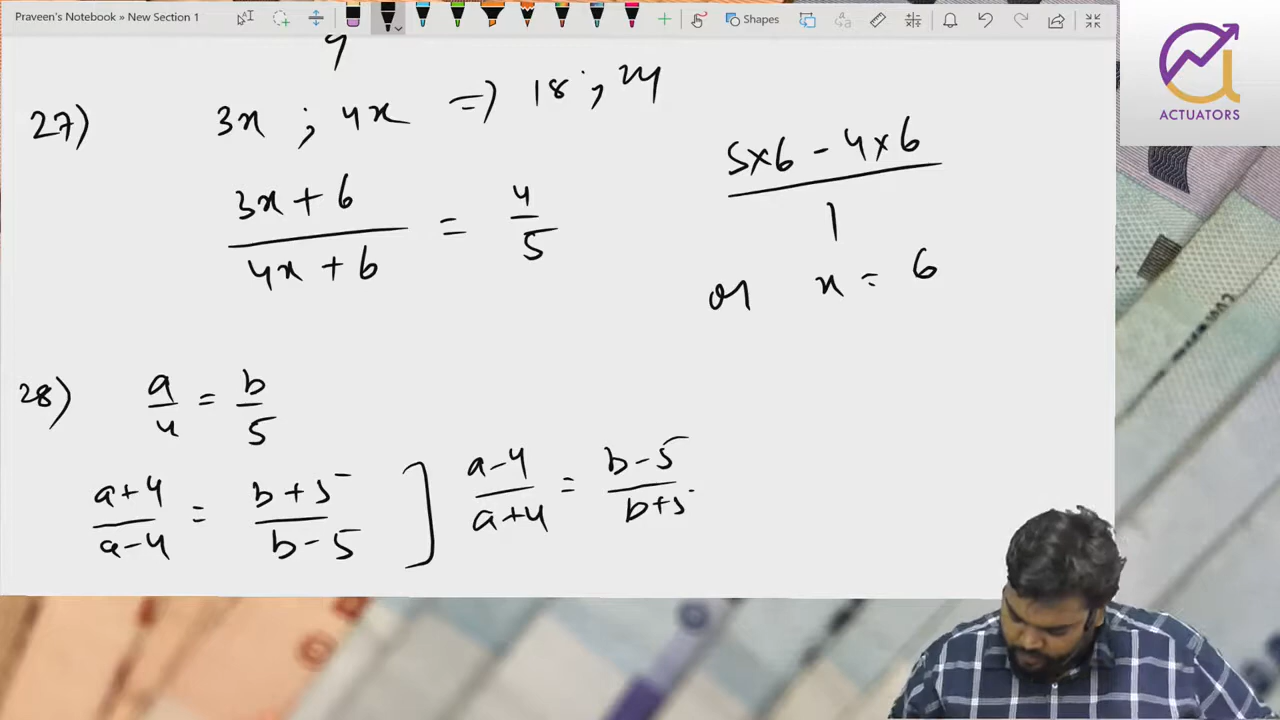 Praveen's Notebook » New Section 1
Shapes
ACTUATORS
27) 3x ; 4x => 18 ; 24
3x + 6 / 4x + 6 = 4 / 5
5x6 - 4x6 / 1
or x = 6
28) a / 4 = b / 5
a+4 / a-4 = b+5 / b-5 ] a-4 / a+4 = b-5 / b+5